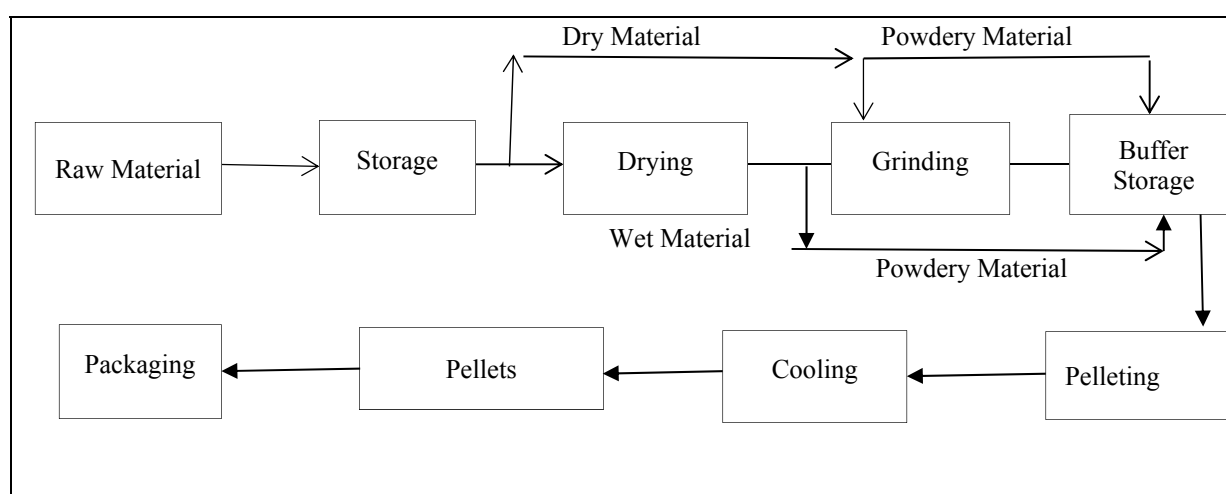 Dry Material
Powdery Material
Raw Material
Storage
Drying
Grinding
Buffer
Storage
Wet Material
Powdery Material
Packaging
Pellets
Cooling
Pelleting